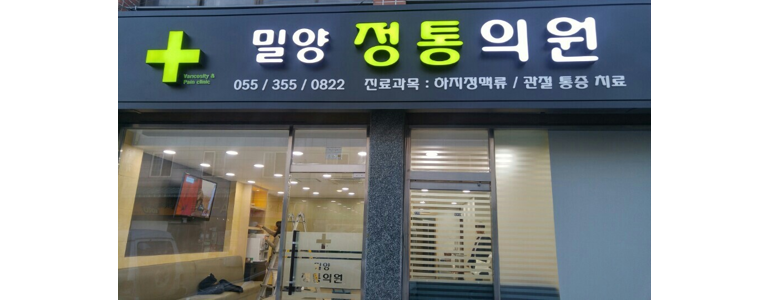 밀양 정통의원
Varicosity &
Pain clinic
055 / 355 / 0822 진료과목 : 하지정맥류 / 관절 통증 치료
밀양
정통의원